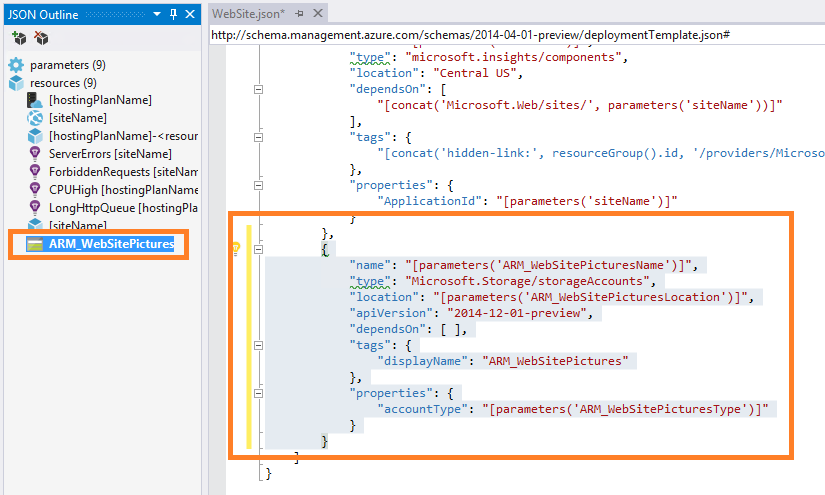 JSON Outline
WebSite.json*
http://schema.management.azure.com/schemas/2014-04-01-preview/deploymentTemplate.json#
parameters (9)
resources (9)
[hostingPlanName]
[siteName]
[hostingPlanName]-<resou
ServerErrors [siteName]
ForbiddenRequests [siteNam
CPUHigh [hostingPlanName
LongHttpQueue [hostingPlan
[siteName]
ARM_WebSitePictures
"type": "microsoft.insights/components",
"location": "Central US",
"dependsOn": [
"[concat('Microsoft.Web/sites/', parameters('siteName'))]"
],
"tags": {
"[concat('hidden-link:', resourceGroup().id, '/providers/Microso
},
"properties": {
"ApplicationId": "[parameters('siteName')]"
}
},
{
"name": "[parameters('ARM_WebSitePicturesName')]",
"type": "Microsoft.Storage/storageAccounts",
"location": "[parameters('ARM_WebSitePicturesLocation')]",
"apiVersion": "2014-12-01-preview",
"dependsOn": [ ],
"tags": {
"displayName": "ARM_WebSitePictures"
},
"properties": {
"accountType": "[parameters('ARM_WebSitePicturesType')]"
}
}
]
}